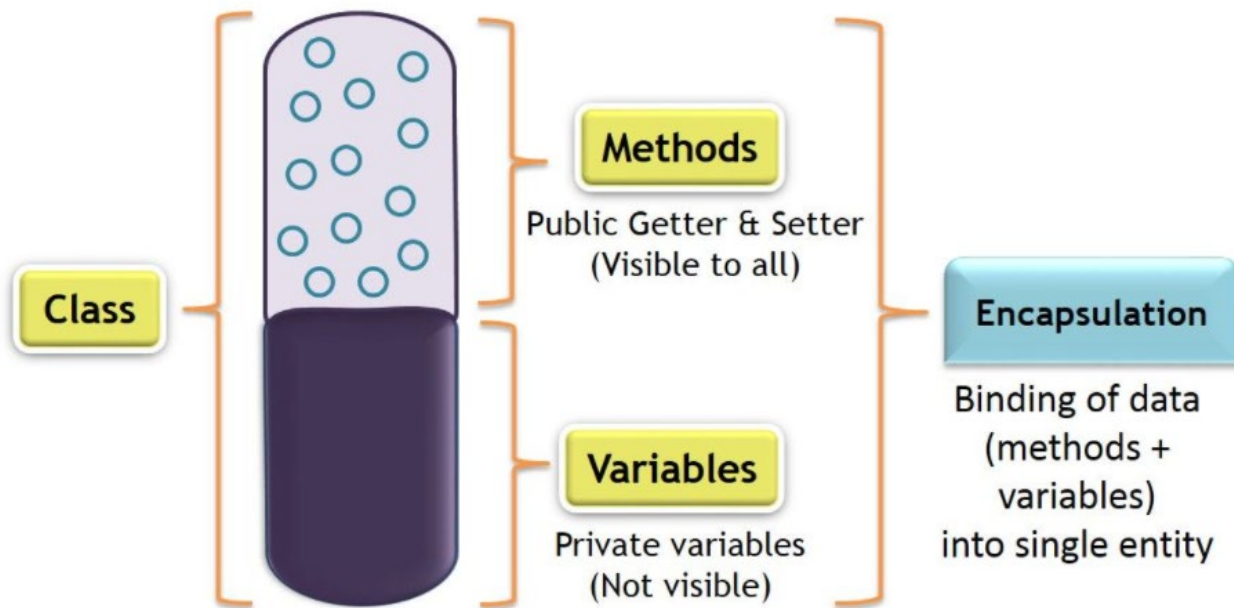 Class
Methods
Public Getter & Setter
(Visible to all)
Variables
Private variables
(Not visible)
Encapsulation
Binding of data
(methods +
variables)
into single entity